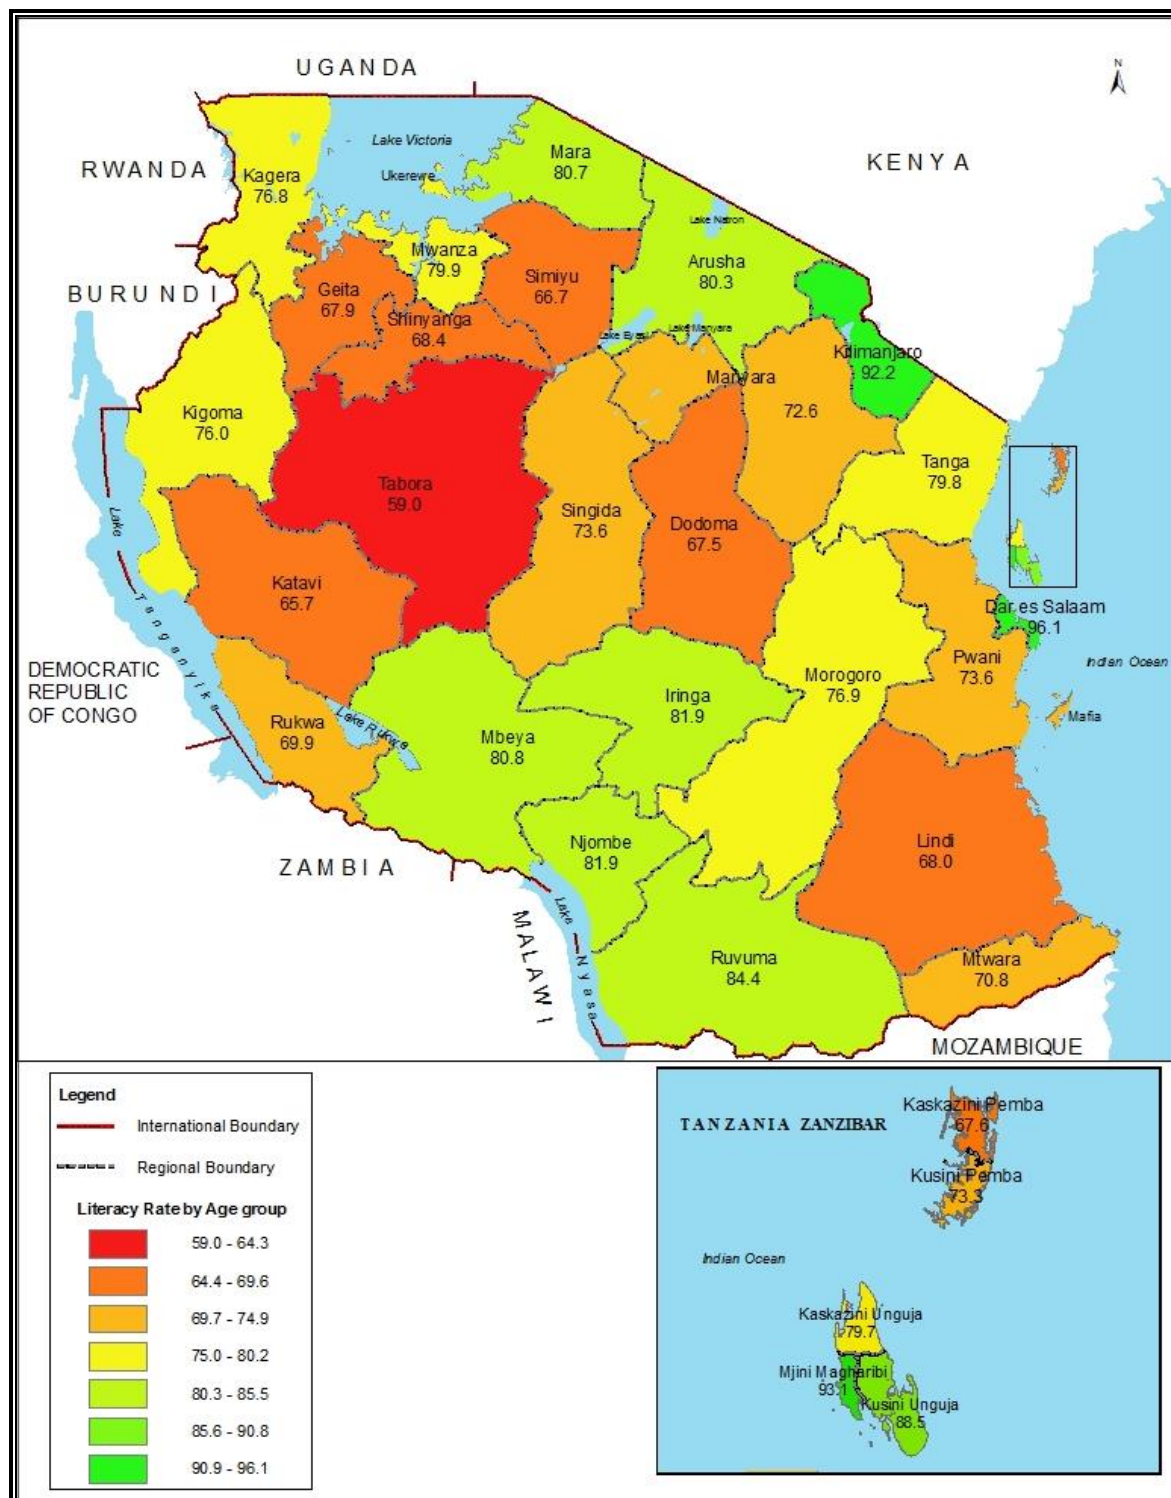 N
UGANDA
Lake Victoria
Ukerewe
Mara
80.7
KENYA
RWANDA
Kagera
76.8
Lake Natron
Mwanza
79.9
Arusha
80.3
Simiyu
66.7
BURUNDI
Geita
67.9
Shinyanga
68.4
Lake Eyasi
Lake Manyara
Kilimanjaro
92.2
Manyara
72.6
Kigoma
76.0
Tanga
79.8
Tabora
59.0
Singida
73.6
Dodoma
67.5
Lake Tanganyika
Katavi
65.7
Dar es Salaam
96.1
Indian Ocean
DEMOCRATIC
REPUBLIC
OF CONGO
Pwani
73.6
Morogoro
76.9
Iringa
81.9
Mafia
Rukwa
69.9
Lake Rukwa
Mbeya
80.8
Njombe
81.9
Lindi
68.0
ZAMBIA
Lake Nyasa
MALAWI
Ruvuma
84.4
Mtwara
70.8
MOZAMBIQUE
Legend
International Boundary
Regional Boundary
Literacy Rate by Age group
59.0 - 64.3
64.4 - 69.6
69.7 - 74.9
75.0 - 80.2
80.3 - 85.5
85.6 - 90.8
90.9 - 96.1
TANZANIA ZANZIBAR
Kaskazini Pemba
67.6
Kusini Pemba
73.3
Indian Ocean
Kaskazini Unguja
79.7
Mjini Magharibi
93.1
Kusini Unguja
88.5